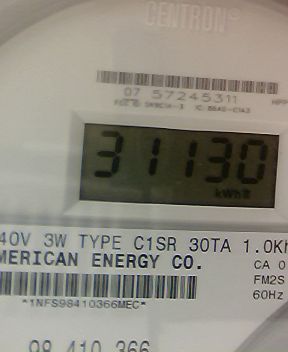 CENTRON®
07 57245311
31130
kWh
40V 3W TYPE C1SR 30TA 1.0Kh
MERICAN ENERGY CO.
CA 0
FM2S
60Hz
*1NFS98410366MEC*
98 410 366